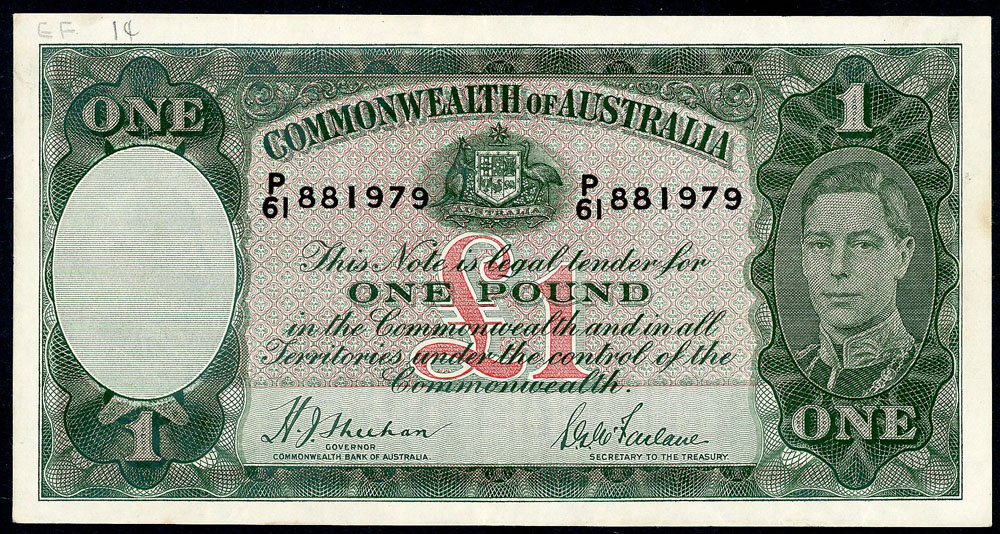 EF 14
ONE
1
COMMONWEALTH OF AUSTRALIA
P/61 881979
P/61 881979
AUSTRALIA
This Note is legal tender for
ONE POUND
£1
in the Commonwealth and in all
Territories under the control of the
Commonwealth.
H.J. Sheehan
GOVERNOR
COMMONWEALTH BANK OF AUSTRALIA.
S.G. McFarlane
SECRETARY TO THE TREASURY.
1
ONE